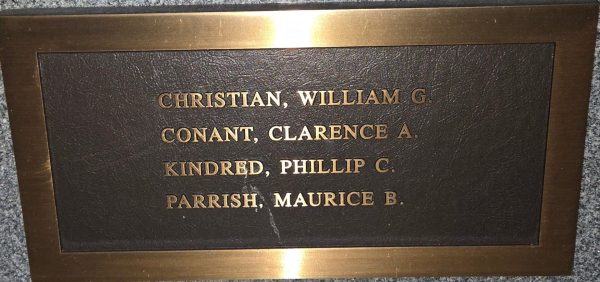 CHRISTIAN, WILLIAM G.
CONANT, CLARENCE A.
KINDRED, PHILLIP C.
PARRISH, MAURICE B.